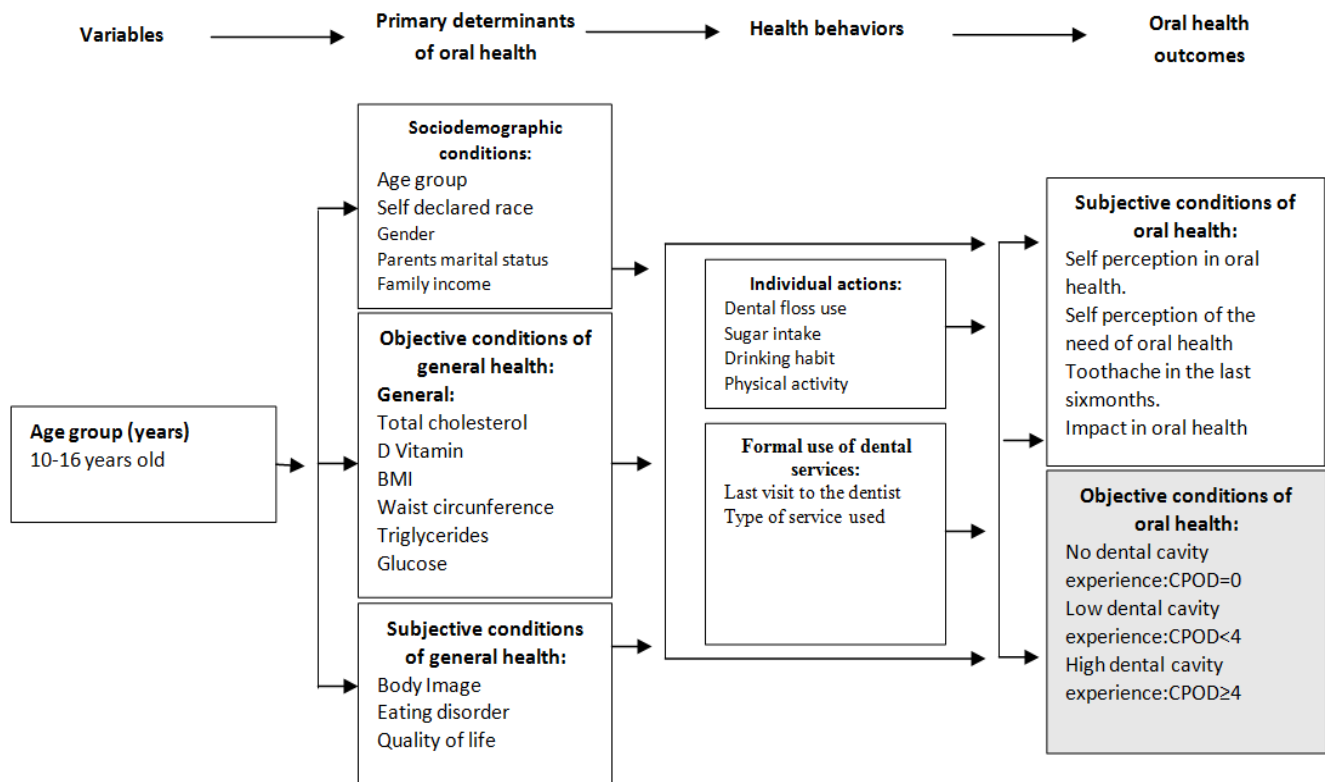 Variables
Primary determinants
of oral health
Health behaviors
Oral health
outcomes
Age group (years)
10-16 years old
Sociodemographic
conditions:
Age group
Self declared race
Gender
Parents marital status
Family income
Objective conditions of
general health:
General:
Total cholesterol
D Vitamin
BMI
Waist circunference
Triglycerides
Glucose
Subjective conditions
of general health:
Body Image
Eating disorder
Quality of life
Individual actions:
Dental floss use
Sugar intake
Drinking habit
Physical activity
Formal use of dental
services:
Last visit to the dentist
Type of service used
Subjective conditions of
oral health:
Self perception in oral
health.
Self perception of the
need of oral health
Toothache in the last
sixmonths.
Impact in oral health
Objective conditions of
oral health:
No dental cavity
experience:CPOD=0
Low dental cavity
experience:CPOD<4
High dental cavity
experience:CPOD≥4